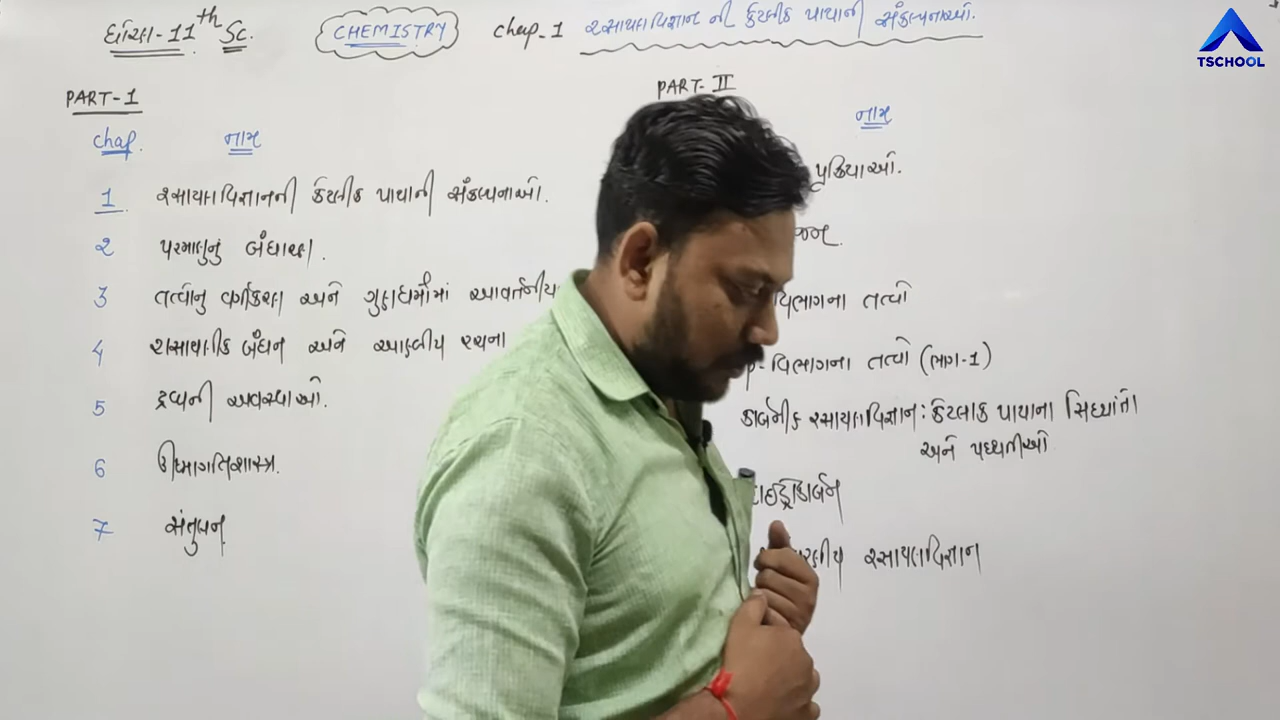 ધોરણ-11th Sc. CHEMISTRY chap-1 રસાયણવિજ્ઞાન ની કેટલીક પાયાની સંકલ્પનાઓ.
TSCHOOL
PART-1
chap. નામ
1 રસાયણવિજ્ઞાનની કેટલીક પાયાની સંકલ્પનાઓ.
2 પરમાણુનું બંધારણ.
3 તત્વોનુ વર્ગીકરણ અને ગુણધર્મોમાં આવર્તનીય
4 રાસાયણીક બંધન અને આણ્વીય રચના
5 દ્રવ્યની અવસ્થાઓ.
6 ઊષ્માગતિશાસ્ત્ર.
7 સંતુલન
PART-II
નામ
પ્રક્રિયાઓ.
વિભાગના તત્વો
p-વિભાગના તત્વો (ભાગ-1)
કાર્બનીક રસાયણવિજ્ઞાન: કેટલાક પાયાના સિધ્ધાંતો
અને પધ્ધતીઓ
હાઇડ્રોકાર્બન
રસાયણવિજ્ઞાન